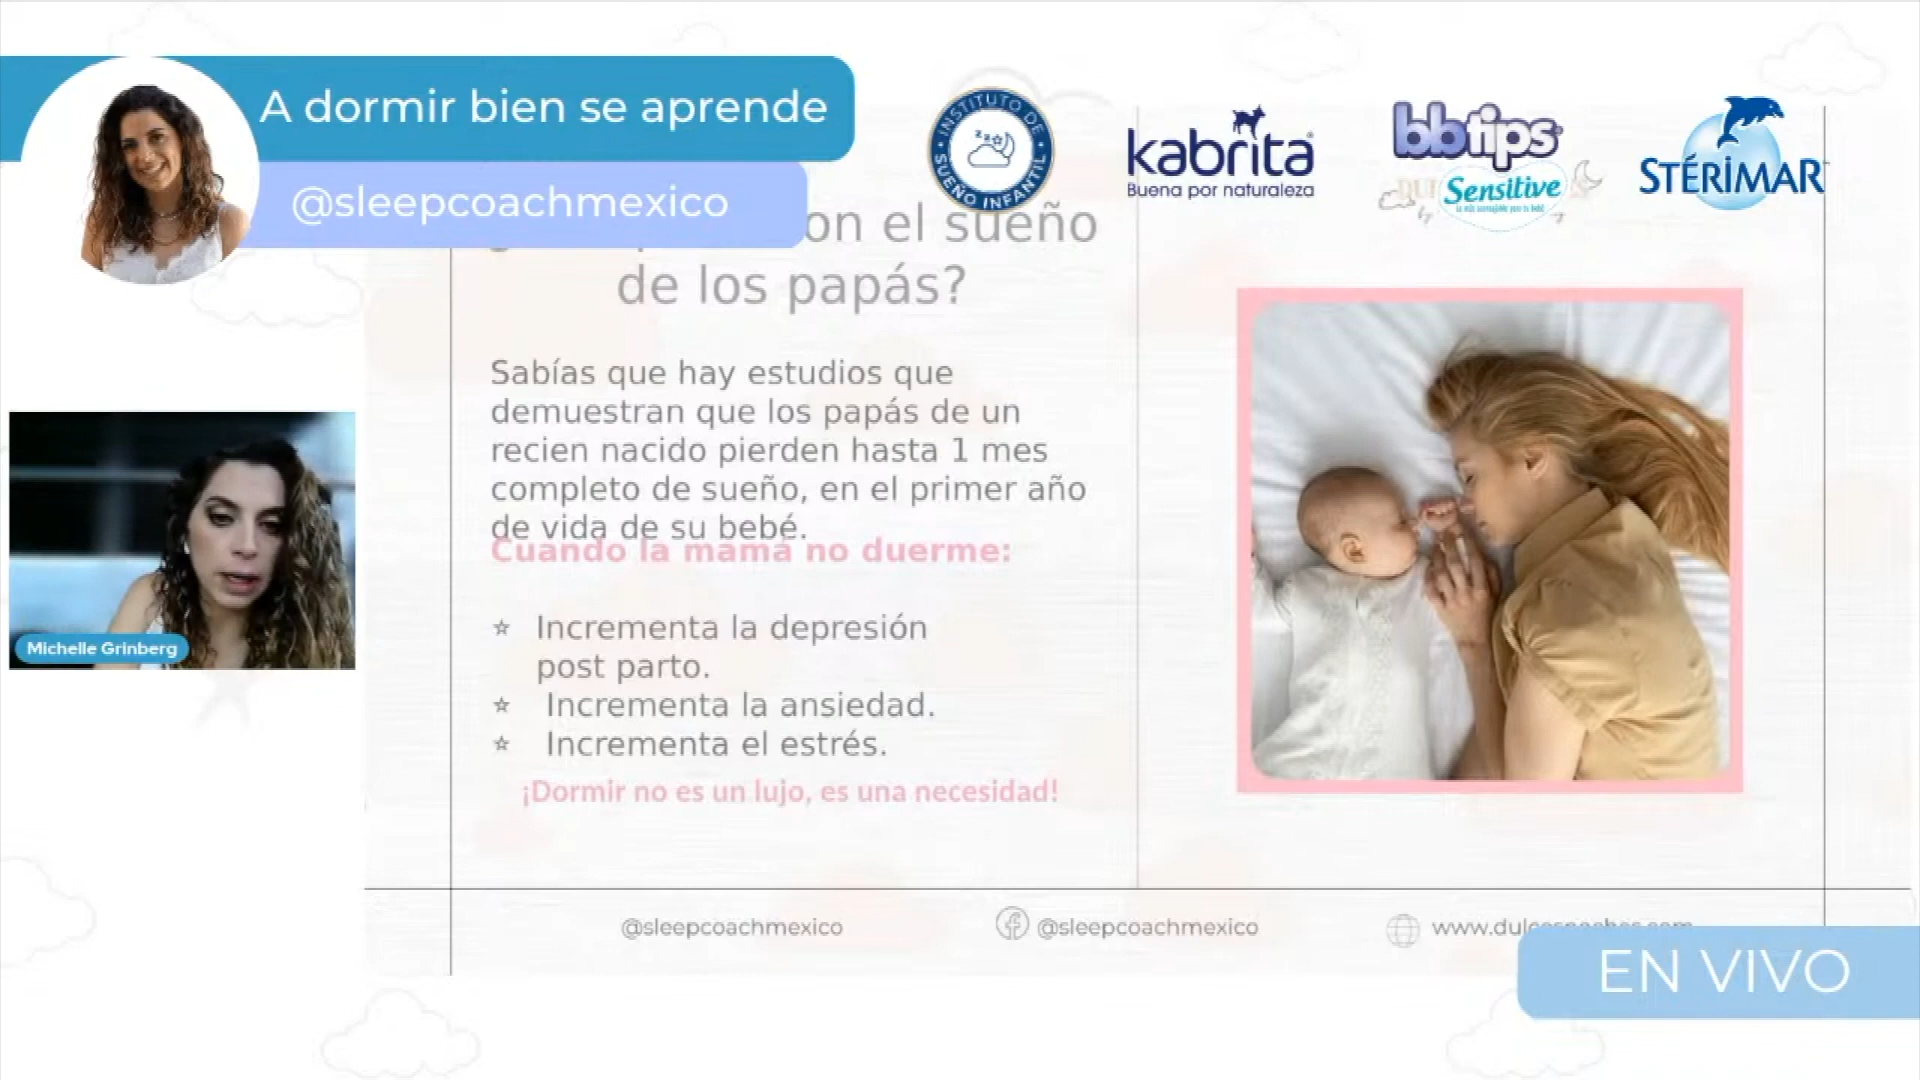 A dormir bien se aprende
@sleepcoachmexico
INSTITUTO DE SUEÑO INFANTIL
kabrita
Buena por naturaleza
bbtips
Sensitive
STÉRIMAR
on el sueño
de los papás?
Sabías que hay estudios que
demuestran que los papás de un
recien nacido pierden hasta 1 mes
completo de sueño, en el primer año
de vida de su bebé.
Cuando la mamá no duerme:
☆ Incrementa la depresión
post parto.
☆ Incrementa la ansiedad.
☆ Incrementa el estrés.
¡Dormir no es un lujo, es una necesidad!
Michelle Grinberg
@sleepcoachmexico
@sleepcoachmexico
EN VIVO